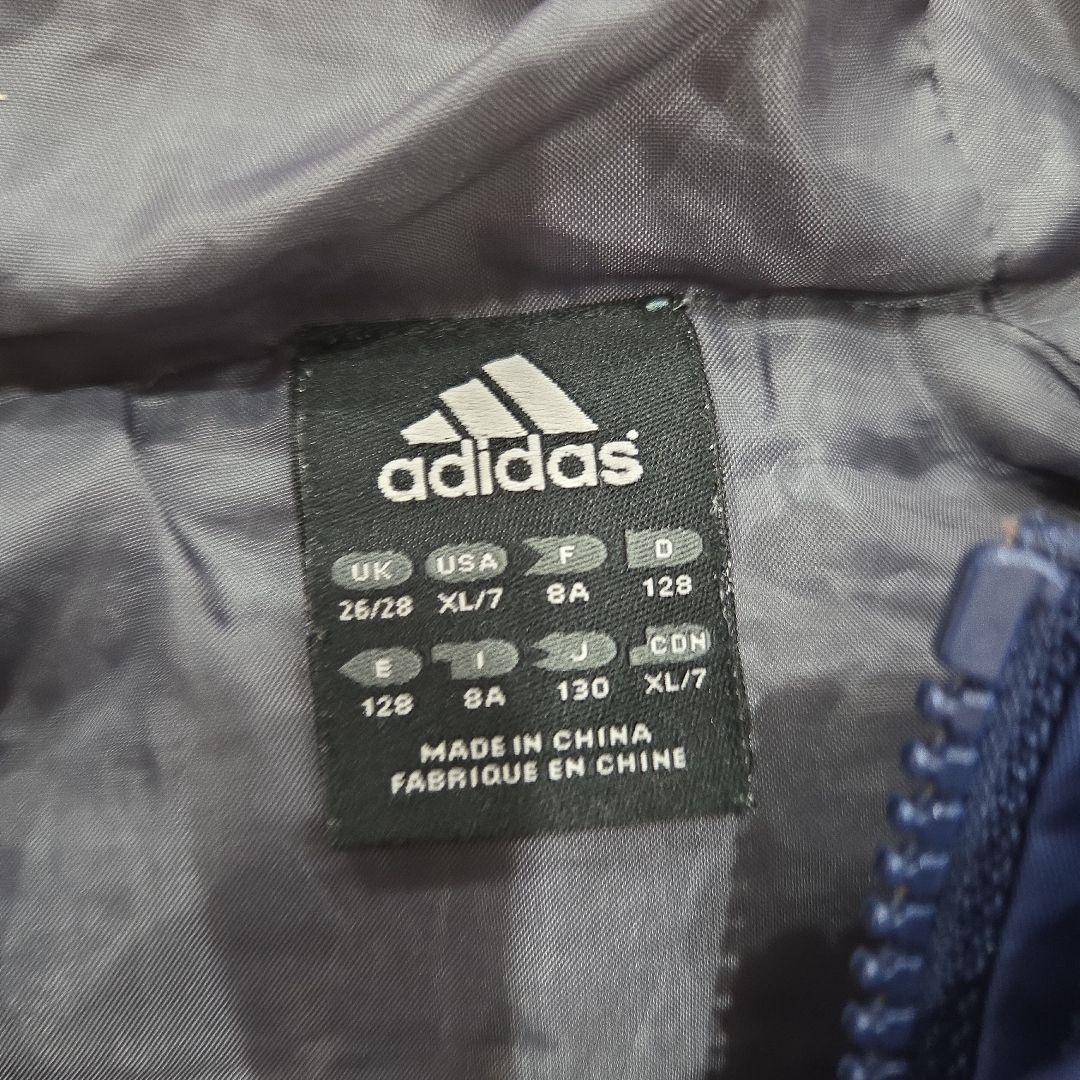 adidas
UK USA F D
26/28 XL/7 8A 128
E I J CDN
128 8A 130 XL/7
MADE IN CHINA
FABRIQUE EN CHINE